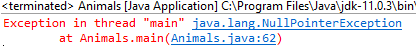 <terminated> Animals [Java Application] C:\Program Files\Java\jdk-11.0.3\bin\
Exception in thread "main" java.lang.NullPointerException
at Animals.main(Animals.java:62)